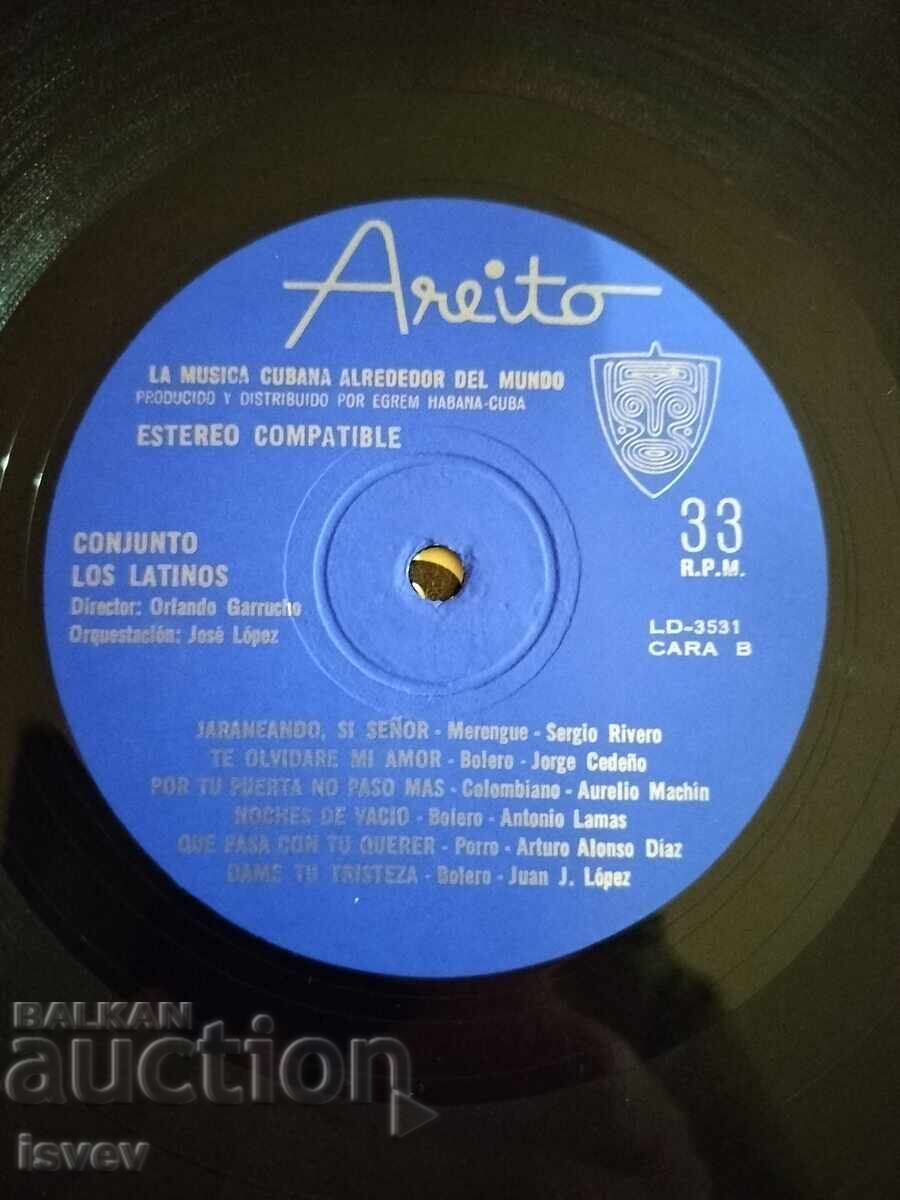 Areito
LA MUSICA CUBANA ALREDEDOR DEL MUNDO
PRODUCIDO Y DISTRIBUIDO POR EGREM HABANA-CUBA
ESTEREO COMPATIBLE
33
R.P.M.
CONJUNTO
LOS LATINOS
Director: Orlando Garrucho
Orquestación: José López
LD-3531
CARA B
JARANEANDO, SI SEÑOR - Merengue - Sergio Rivero
TE OLVIDARE MI AMOR - Bolero - Jorge Cedeño
POR TU PUERTA NO PASO MAS - Colombiano - Aurelio Machín
NOCHES DE VACIO - Bolero - Antonio Lamas
QUE PASA CON TU QUERER - Porro - Arturo Alonso Díaz
DAME TU TRISTEZA - Bolero - Juan J. López
BALKAN
auction
isvev